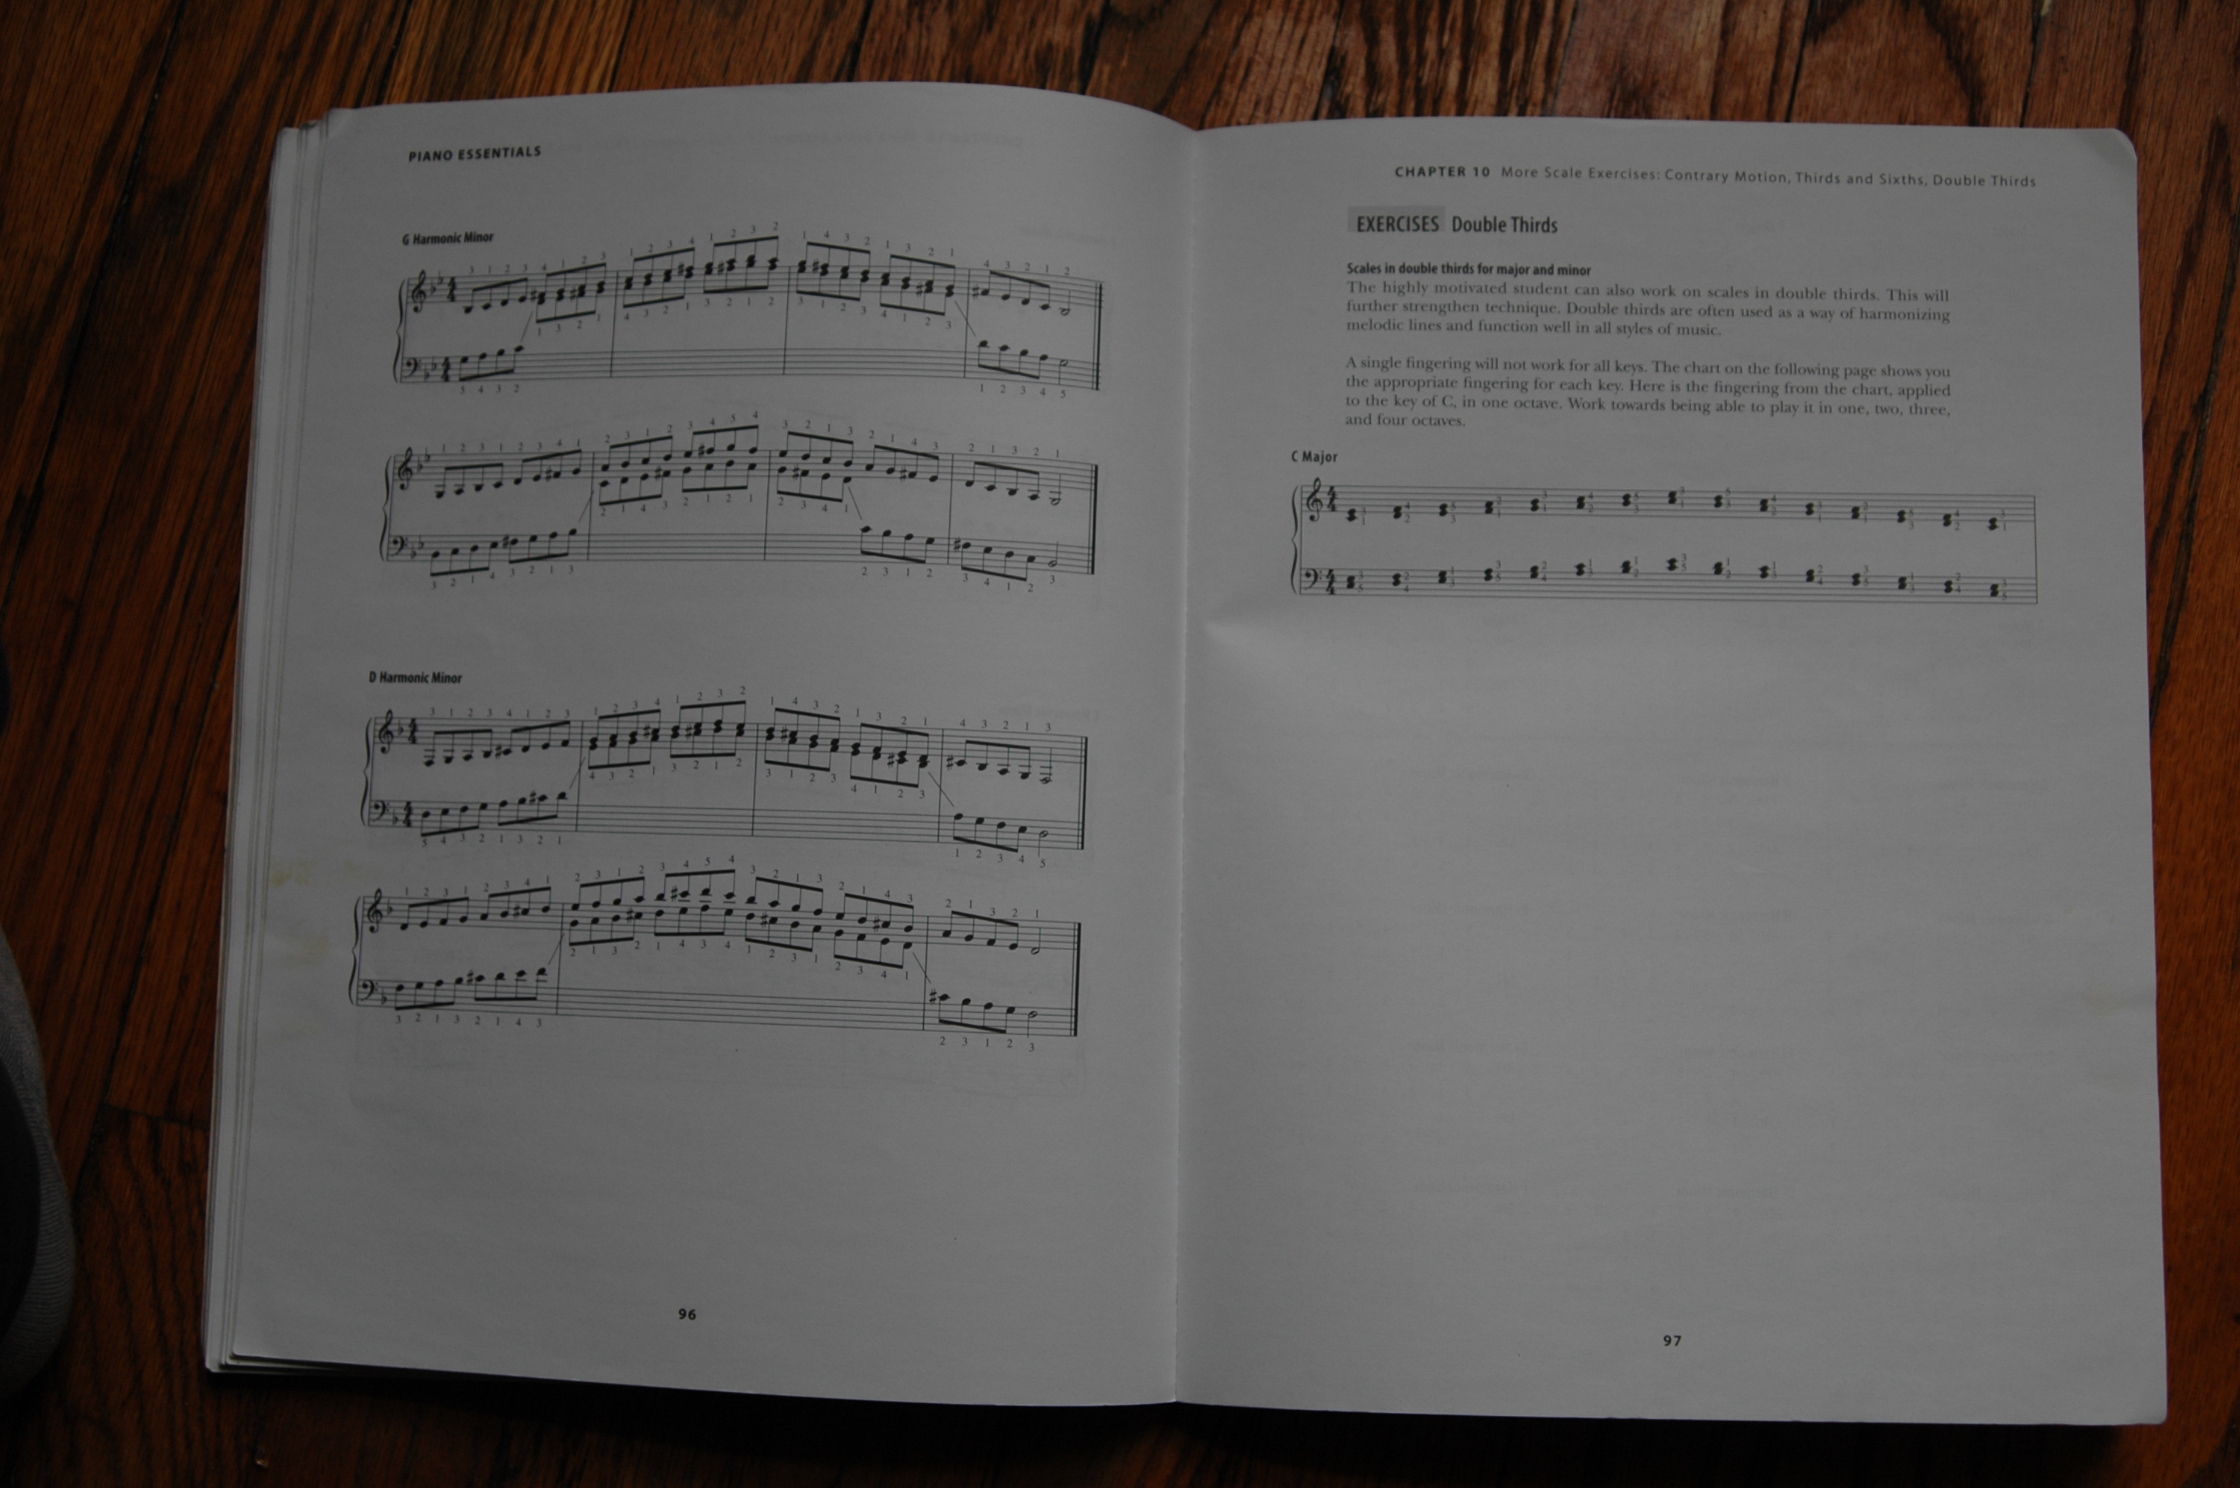 PIANO ESSENTIALS
G Harmonic Minor
D Harmonic Minor
96
CHAPTER 10 More Scale Exercises: Contrary Motion, Thirds and Sixths, Double Thirds
EXERCISES Double Thirds
Scales in double thirds for major and minor
The highly motivated student can also work on scales in double thirds. This will
further strengthen technique. Double thirds are often used as a way of harmonizing
melodic lines and function well in all styles of music.
A single fingering will not work for all keys. The chart on the following page shows you
the appropriate fingering for each key. Here is the fingering from the chart, applied
to the key of C, in one octave. Work towards being able to play it in one, two, three,
and four octaves.
C Major
97